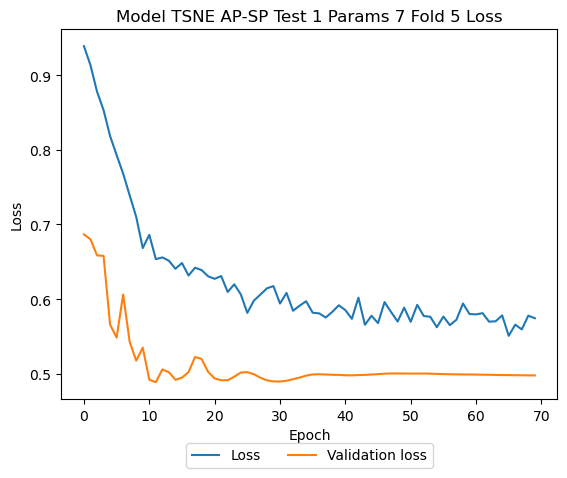 Model TSNE AP-SP Test 1 Params 7 Fold 5 Loss
Loss
0.9
0.8
0.7
0.6
0.5
0 10 20 30 40 50 60 70
Epoch
Loss Validation loss